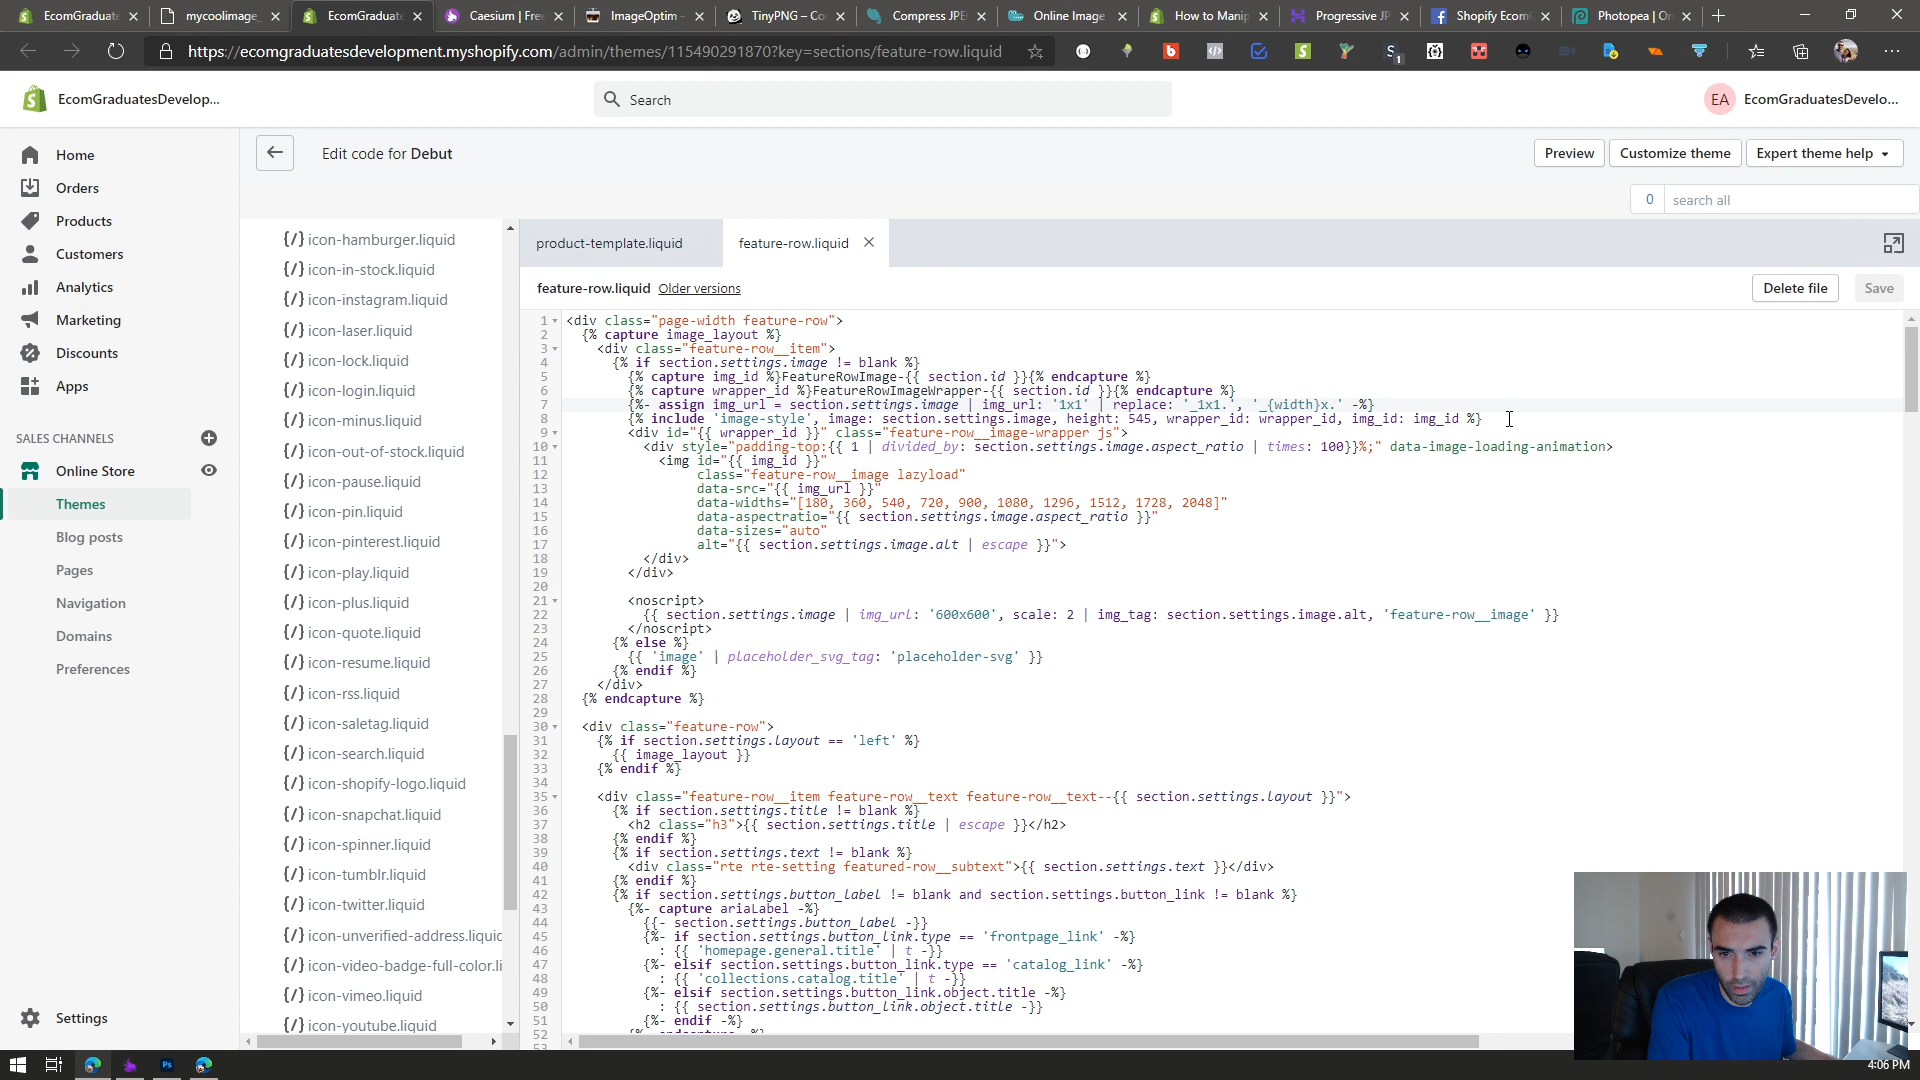 EcomGraduate
mycoolimage_
EcomGraduate
Caesium | Fre
ImageOptim –
TinyPNG – Co
Compress JPE
Online Image
How to Manip
Progressive JP
Shopify Ecom
Photopea | On
https://ecomgraduatesdevelopment.myshopify.com/admin/themes/115490291870?key=sections/feature-row.liquid
EcomGraduatesDevelop...
Search
EA
EcomGraduatesDevelo...
Home
Orders
Products
Customers
Analytics
Marketing
Discounts
Apps
SALES CHANNELS
Online Store
Themes
Blog posts
Pages
Navigation
Domains
Preferences
Settings
Edit code for Debut
Preview
Customize theme
Expert theme help
0
search all
{/} icon-hamburger.liquid
{/} icon-in-stock.liquid
{/} icon-instagram.liquid
{/} icon-laser.liquid
{/} icon-lock.liquid
{/} icon-login.liquid
{/} icon-minus.liquid
{/} icon-out-of-stock.liquid
{/} icon-pause.liquid
{/} icon-pin.liquid
{/} icon-pinterest.liquid
{/} icon-play.liquid
{/} icon-plus.liquid
{/} icon-quote.liquid
{/} icon-resume.liquid
{/} icon-rss.liquid
{/} icon-saletag.liquid
{/} icon-search.liquid
{/} icon-shopify-logo.liquid
{/} icon-snapchat.liquid
{/} icon-spinner.liquid
{/} icon-tumblr.liquid
{/} icon-twitter.liquid
{/} icon-unverified-address.liquid
{/} icon-video-badge-full-color.li
{/} icon-vimeo.liquid
{/} icon-youtube.liquid
product-template.liquid
feature-row.liquid
feature-row.liquid Older versions
Delete file
Save
1 <div class="page-width feature-row">
2 {% capture image_layout %}
3 <div class="feature-row__item">
4 {% if section.settings.image != blank %}
5 {% capture img_id %}FeatureRowImage-{{ section.id }}{% endcapture %}
6 {% capture wrapper_id %}FeatureRowImageWrapper-{{ section.id }}{% endcapture %}
7 {%- assign img_url = section.settings.image | img_url: '1x1' | replace: '_1x1.', '_{width}x.' -%}
8 {% include 'image-style', image: section.settings.image, height: 545, wrapper_id: wrapper_id, img_id: img_id %}
9 <div id="{{ wrapper_id }}" class="feature-row__image-wrapper js">
10 <div style="padding-top:{{ 1 | divided_by: section.settings.image.aspect_ratio | times: 100}}%;" data-image-loading-animation>
11 <img id="{{ img_id }}"
12 class="feature-row__image lazyload"
13 data-src="{{ img_url }}"
14 data-widths="[180, 360, 540, 720, 900, 1080, 1296, 1512, 1728, 2048]"
15 data-aspectratio="{{ section.settings.image.aspect_ratio }}"
16 data-sizes="auto"
17 alt="{{ section.settings.image.alt | escape }}">
18 </div>
19 </div>
20
21 <noscript>
22 {{ section.settings.image | img_url: '600x600', scale: 2 | img_tag: section.settings.image.alt, 'feature-row__image' }}
23 </noscript>
24 {% else %}
25 {{ 'image' | placeholder_svg_tag: 'placeholder-svg' }}
26 {% endif %}
27 </div>
28 {% endcapture %}
29
30 <div class="feature-row">
31 {% if section.settings.layout == 'left' %}
32 {{ image_layout }}
33 {% endif %}
34
35 <div class="feature-row__item feature-row__text feature-row__text--{{ section.settings.layout }}">
36 {% if section.settings.title != blank %}
37 <h2 class="h3">{{ section.settings.title | escape }}</h2>
38 {% endif %}
39 {% if section.settings.text != blank %}
40 <div class="rte rte-setting featured-row__subtext">{{ section.settings.text }}</div>
41 {% endif %}
42 {% if section.settings.button_label != blank and section.settings.button_link != blank %}
43 {%- capture ariaLabel -%}
44 {{- section.settings.button_label -}}
45 {%- if section.settings.button_link.type == 'frontpage_link' -%}
46 : {{ 'homepage.general.title' | t -}}
47 {%- elsif section.settings.button_link.type == 'catalog_link' -%}
48 : {{ 'collections.catalog.title' | t -}}
49 {%- elsif section.settings.button_link.object.title -%}
50 : {{ section.settings.button_link.object.title -}}
51 {%- endif -%}
52
53
4:06 PM